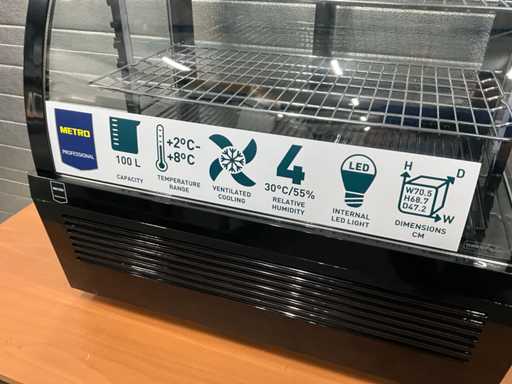 METRO
PROFESSIONAL
100 L
CAPACITY
+2°C-
+8°C
TEMPERATURE
RANGE
VENTILATED
COOLING
4
30°C/55%
RELATIVE
HUMIDITY
LED
INTERNAL
LED LIGHT
H
D
W70.5
H68.7
D47.2
W
DIMENSIONS
CM